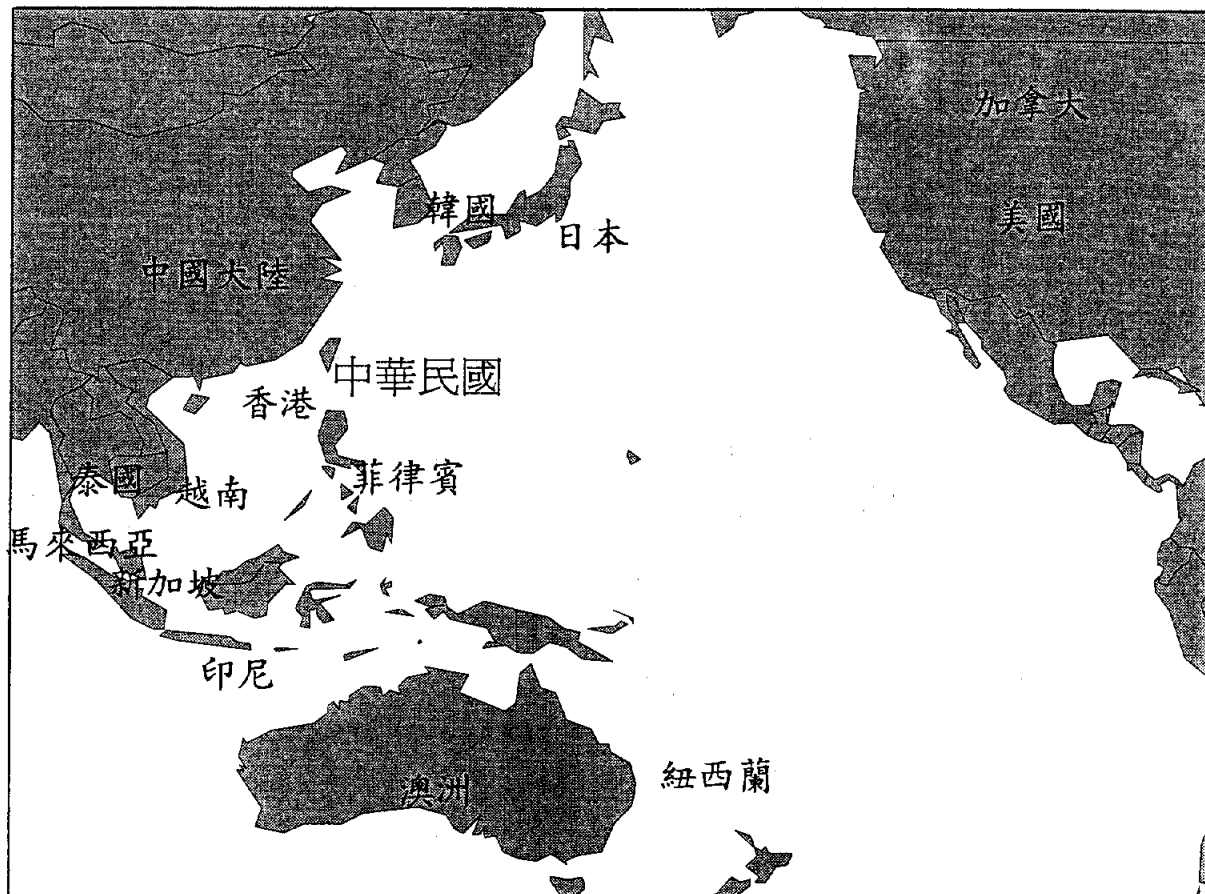 加拿大
美國
韓國
日本
中國大陸
中華民國
香港
菲律賓
泰國
越南
馬來西亞
新加坡
印尼
澳洲
紐西蘭